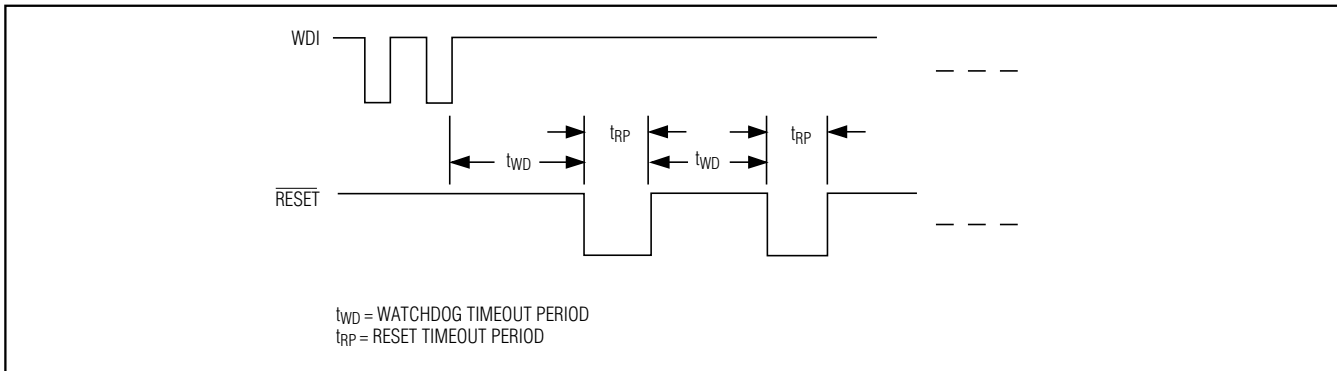 WDI
tRP tRP
tWD tWD
RESET
tWD = WATCHDOG TIMEOUT PERIOD
tRP = RESET TIMEOUT PERIOD